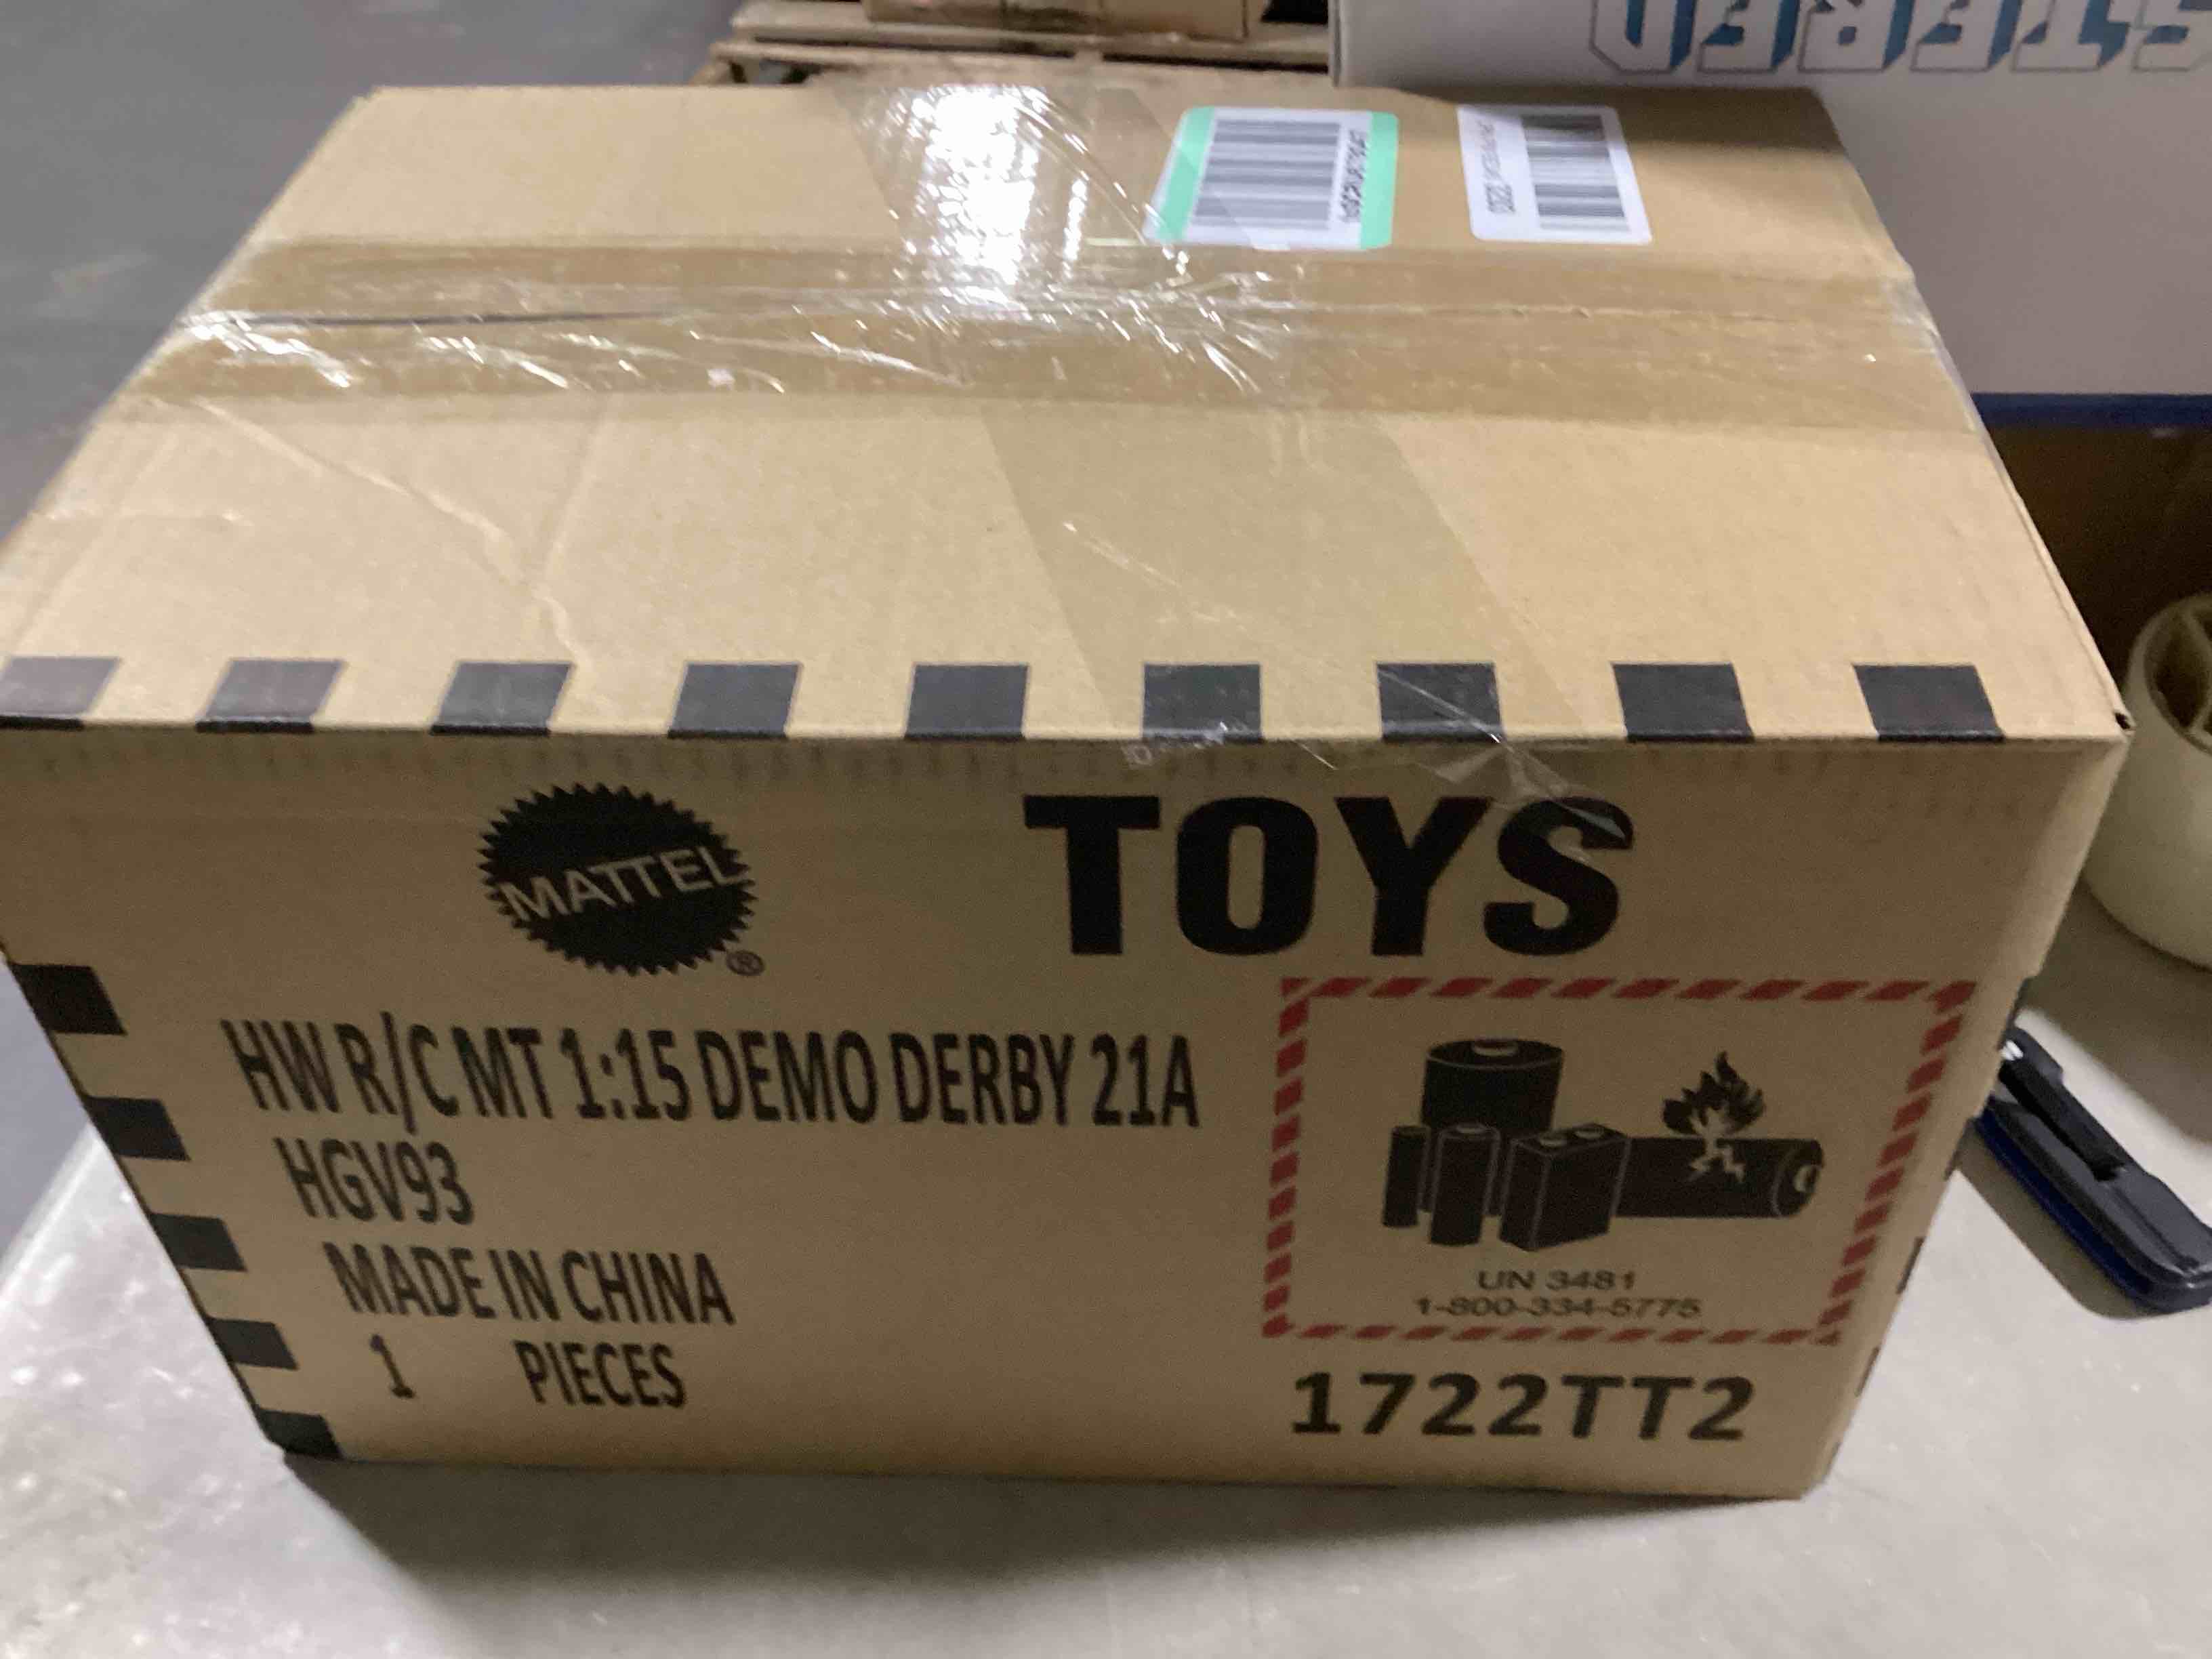 STERED
MATTEL
®
TOYS
HW R/C MT 1:15 DEMO DERBY 21A
HGV93
MADE IN CHINA
1 PIECES
UN 3481
1-800-334-5775
1722TT2